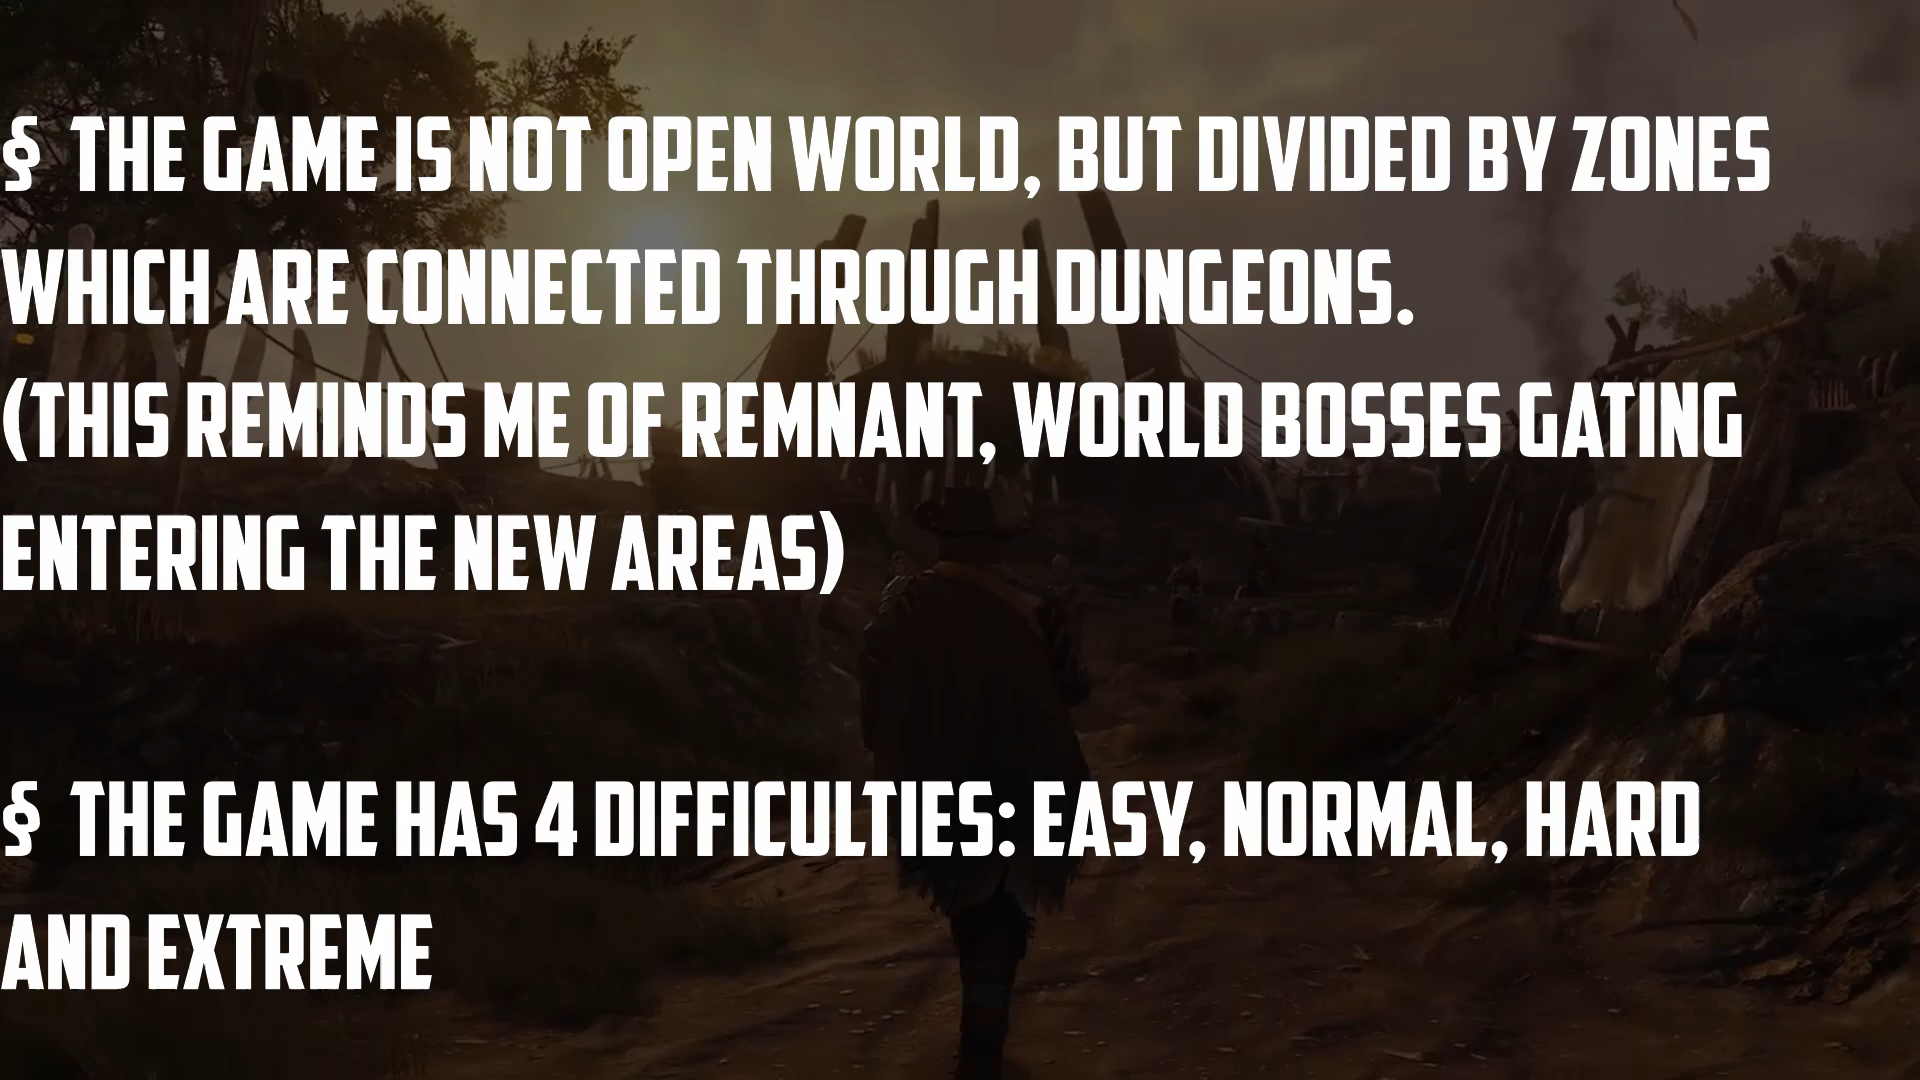 § THE GAME IS NOT OPEN WORLD, BUT DIVIDED BY ZONES
WHICH ARE CONNECTED THROUGH DUNGEONS.
(THIS REMINDS ME OF REMNANT, WORLD BOSSES GATING
ENTERING THE NEW AREAS)
§ THE GAME HAS 4 DIFFICULTIES: EASY, NORMAL, HARD
AND EXTREME